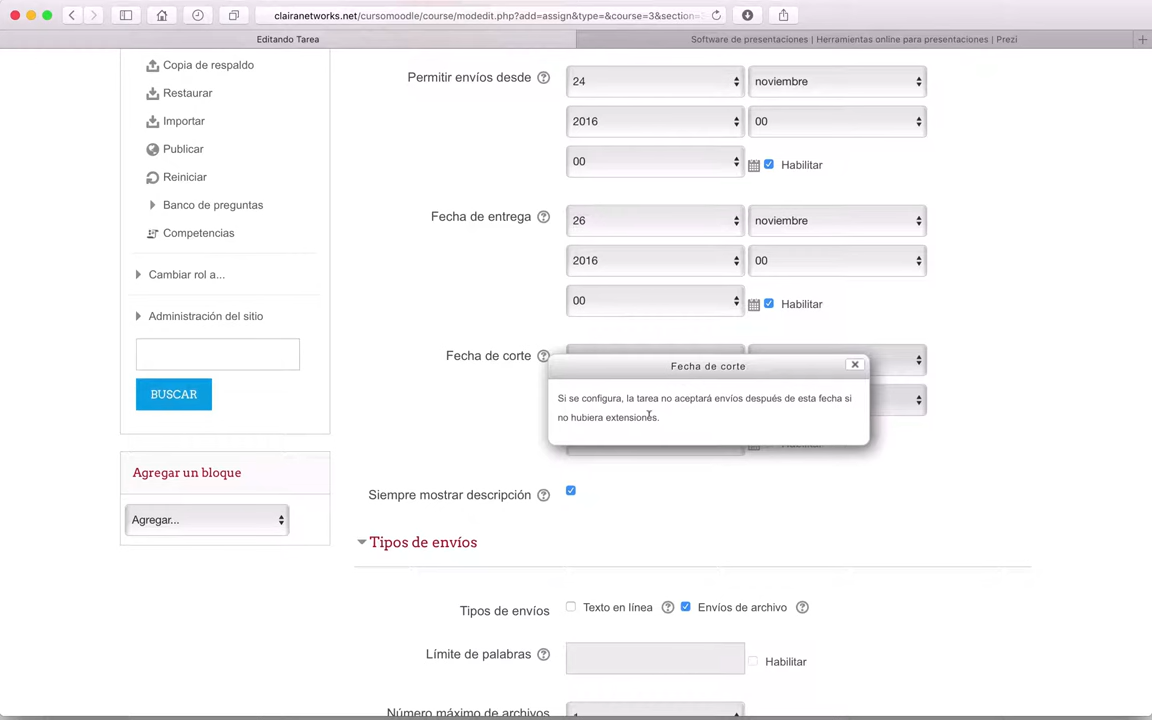 clairanetworks.net/cursomoodle/course/modedit.php?add=assign&type=&course=3&section=
Editando Tarea
Software de presentaciones | Herramientas online para presentaciones | Prezi
Copia de respaldo
Restaurar
Importar
Publicar
Reiniciar
Banco de preguntas
Competencias
Cambiar rol a...
Administración del sitio
BUSCAR
Agregar un bloque
Agregar...
Permitir envíos desde
24 noviembre
2016 00
00 Habilitar
Fecha de entrega
26 noviembre
2016 00
00 Habilitar
Fecha de corte
Fecha de corte
Si se configura, la tarea no aceptará envíos después de esta fecha si
no hubiera extensiones.
Siempre mostrar descripción
Tipos de envíos
Tipos de envíos Texto en línea Envíos de archivo
Límite de palabras Habilitar
Número máximo de archivos